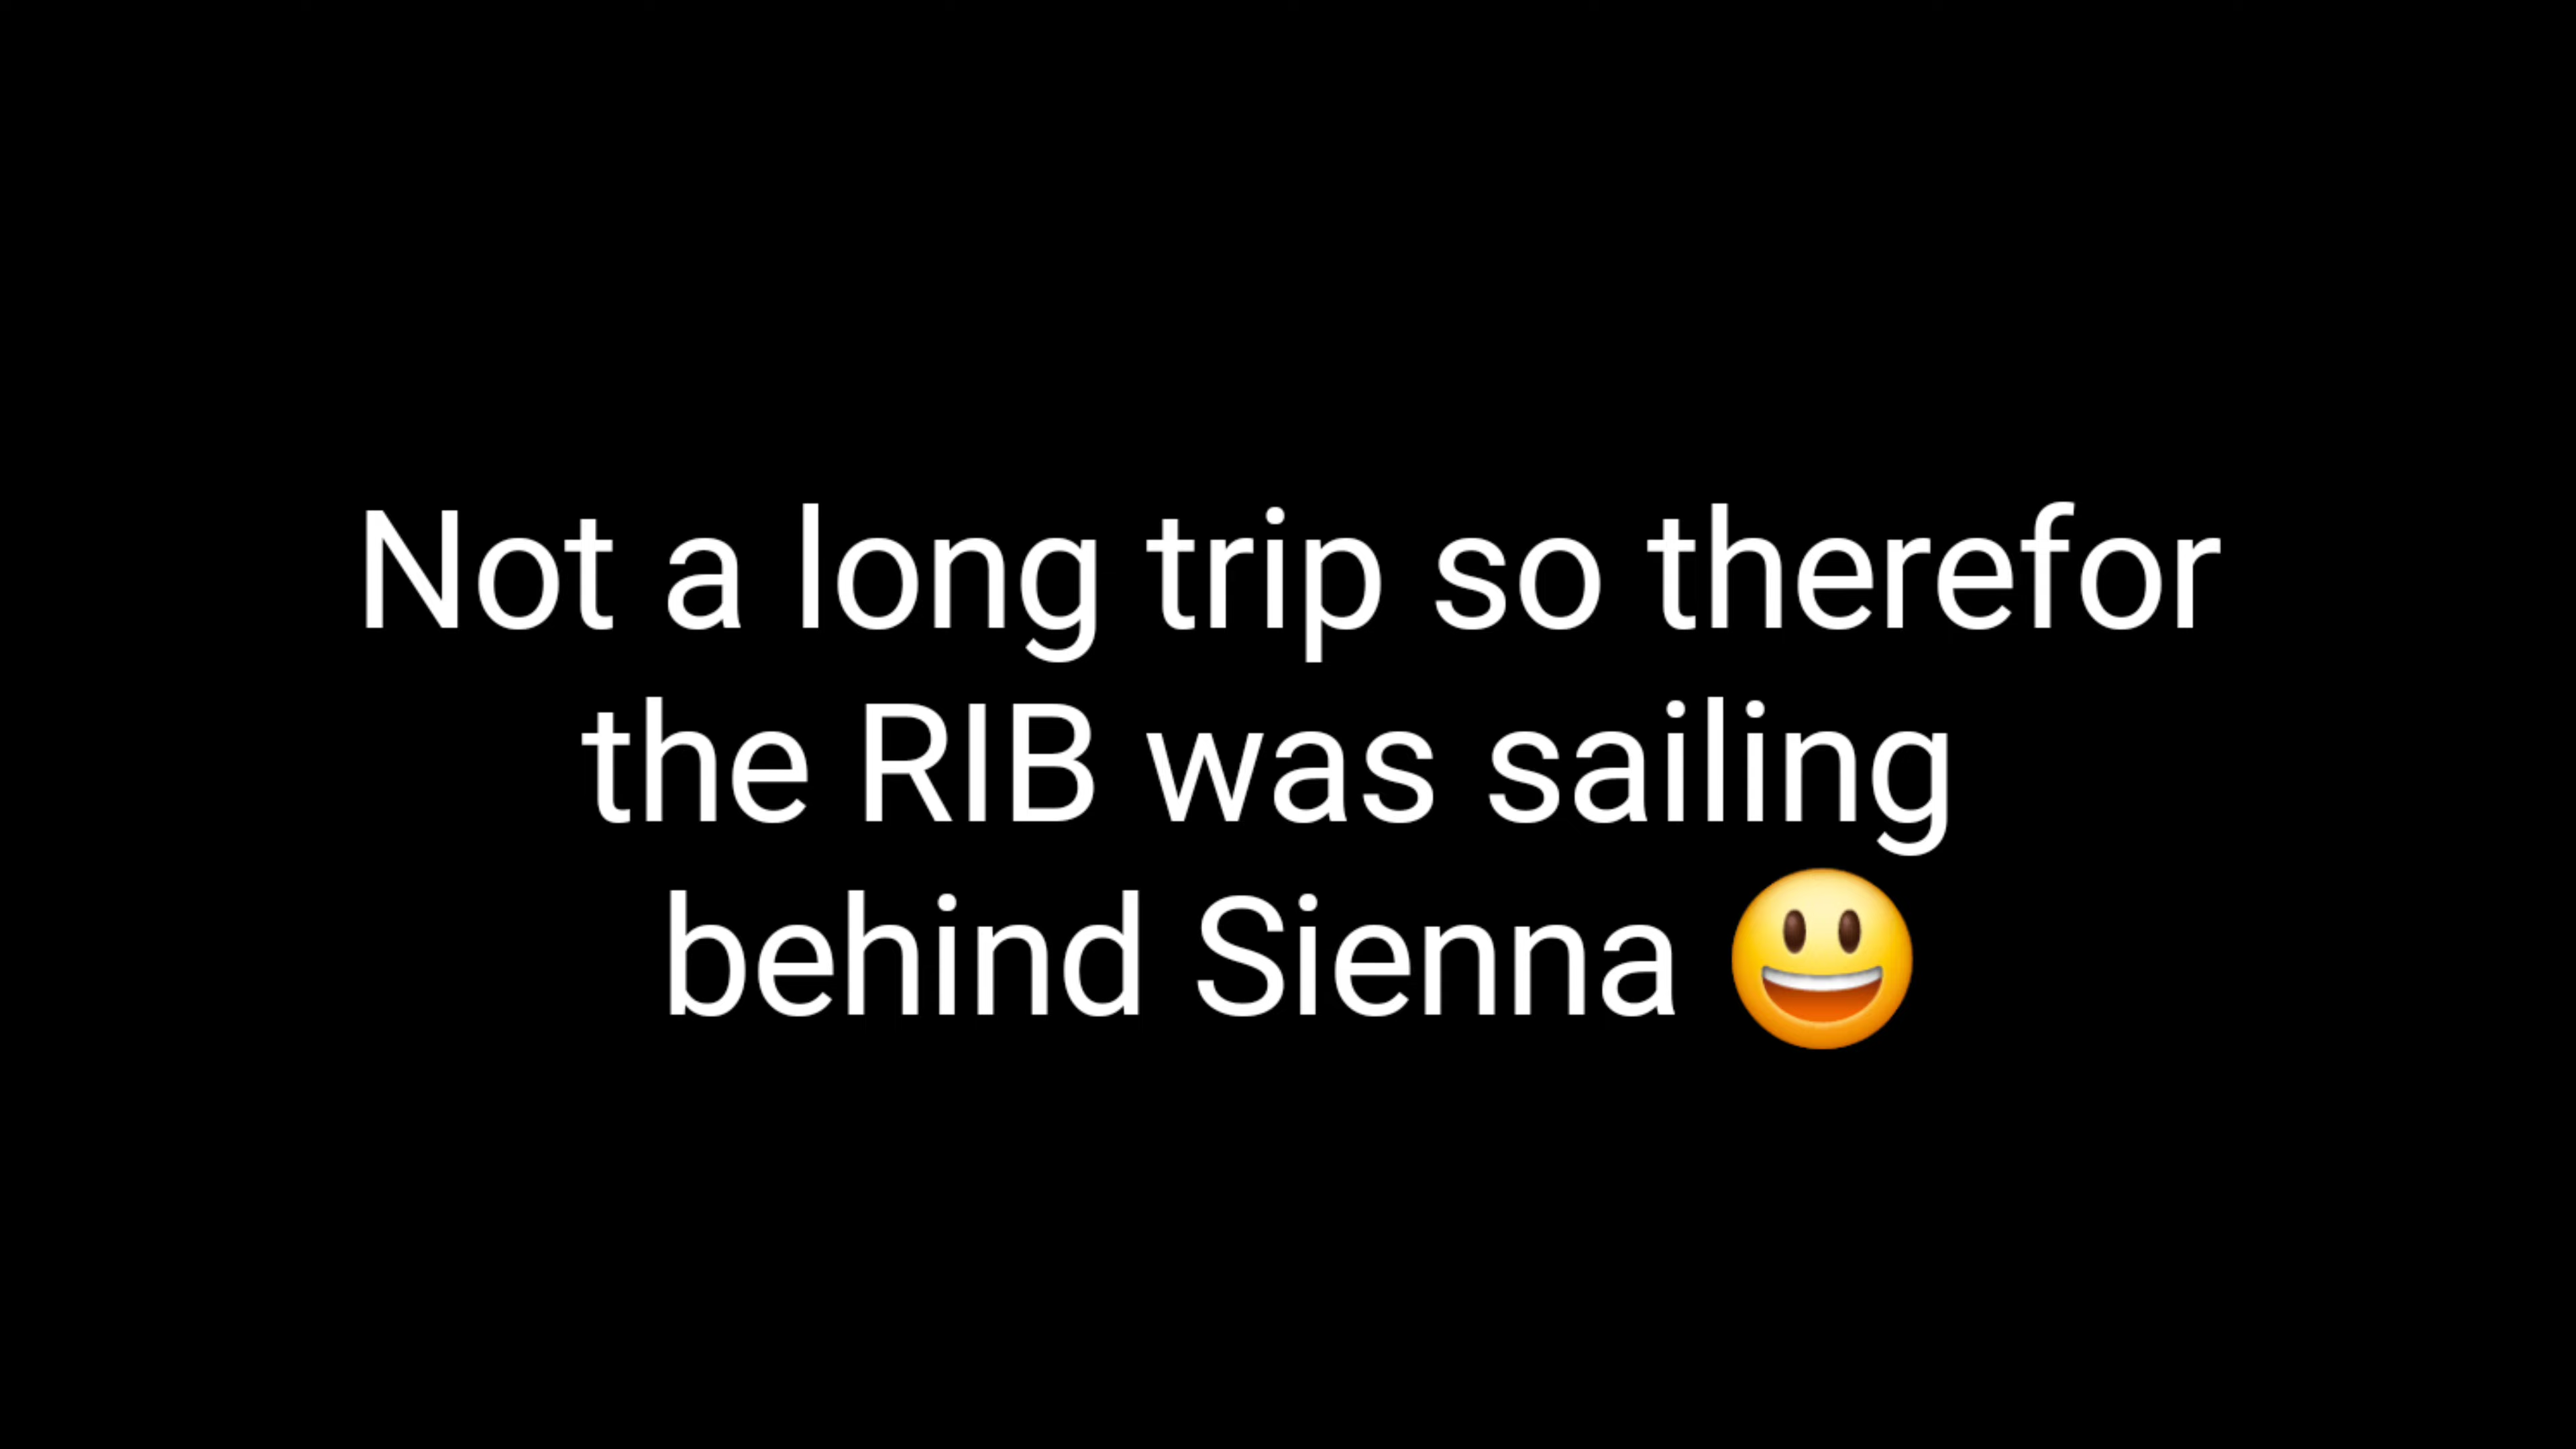 Not a long trip so therefor
the RIB was sailing
behind Sienna 😃